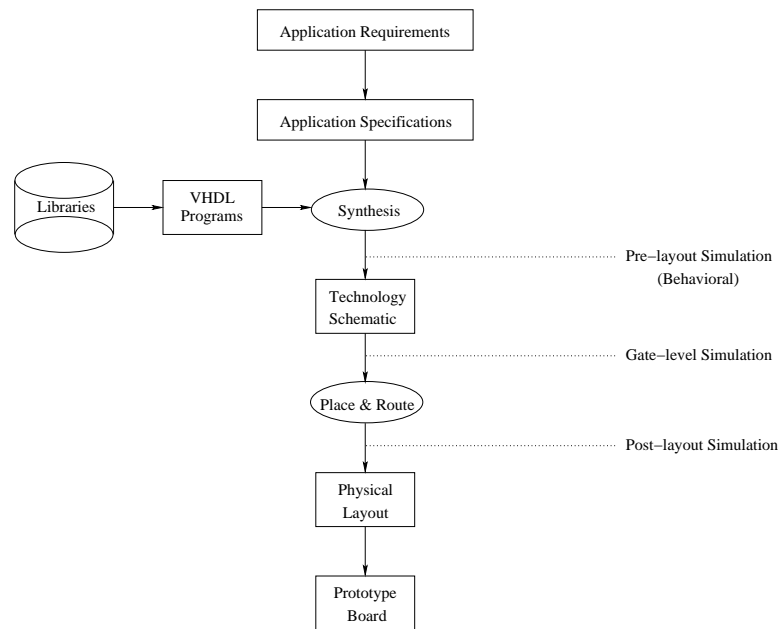 Application Requirements
Application Specifications
Libraries
VHDL
Programs
Synthesis
Pre−layout Simulation
(Behavioral)
Technology
Schematic
Gate−level Simulation
Place & Route
Post−layout Simulation
Physical
Layout
Prototype
Board